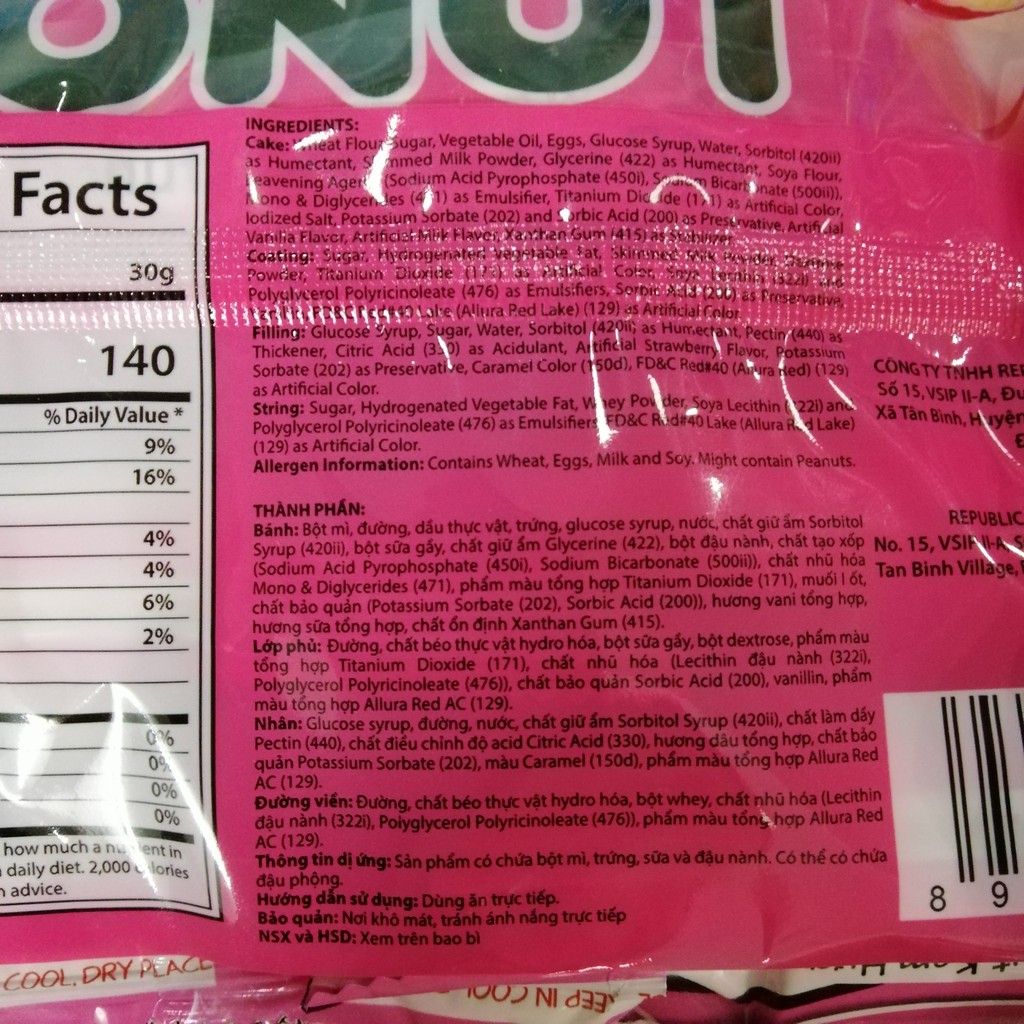 ONUT
INGREDIENTS:
Cake: Wheat Flour, Sugar, Vegetable Oil, Eggs, Glucose Syrup, Water, Sorbitol (420ii)
as Humectant, Skimmed Milk Powder, Glycerine (422) as Humectant, Soya Flour,
Leavening Agent (Sodium Acid Pyrophosphate (450i), Sodium Bicarbonate (500ii)),
Mono & Diglycerides (471) as Emulsifier, Titanium Dioxide (171) as Artificial Color,
Iodized Salt, Potassium Sorbate (202) and Sorbic Acid (200) as Preservative, Artificial
Vanilla Flavor, Artificial Milk Flavor, Xanthan Gum (415) as Stabilizer
Coating: Sugar, Hydrogenated Vegetable Fat, Skimmed Milk Powder, Dextrose
Powder, Titanium Dioxide (171) as Artificial Color, Soya Lecithin (322i) and
Polyglycerol Polyricinoleate (476) as Emulsifiers, Sorbic Acid (200) as Preservative,
Lake (Allura Red Lake) (129) as Artificial Color.
Filling: Glucose Syrup, Sugar, Water, Sorbitol (420ii) as Humectant, Pectin (440) as
Thickener, Citric Acid (330) as Acidulant, Artificial Strawberry Flavor, Potassium
Sorbate (202) as Preservative, Caramel Color (150d), FD&C Red#40 (Allura Red) (129)
as Artificial Color.
String: Sugar, Hydrogenated Vegetable Fat, Whey Powder, Soya Lecithin (322i) and
Polyglycerol Polyricinoleate (476) as Emulsifiers, FD&C Red#40 Lake (Allura Red Lake)
(129) as Artificial Color.
Allergen Information: Contains Wheat, Eggs, Milk and Soy. Might contain Peanuts.
THÀNH PHẦN:
Bánh: Bột mì, đường, dầu thực vật, trứng, glucose syrup, nước, chất giữ ẩm Sorbitol
Syrup (420ii), bột sữa gầy, chất giữ ẩm Glycerine (422), bột đậu nành, chất tạo xốp
(Sodium Acid Pyrophosphate (450i), Sodium Bicarbonate (500ii)), chất nhũ hóa
Mono & Diglycerides (471), phẩm màu tổng hợp Titanium Dioxide (171), muối I ốt,
chất bảo quản (Potassium Sorbate (202), Sorbic Acid (200)), hương vani tổng hợp,
hương sữa tổng hợp, chất ổn định Xanthan Gum (415).
Lớp phủ: Đường, chất béo thực vật hydro hóa, bột sữa gầy, bột dextrose, phẩm màu
tổng hợp Titanium Dioxide (171), chất nhũ hóa (Lecithin đậu nành (322i),
Polyglycerol Polyricinoleate (476)), chất bảo quản Sorbic Acid (200), vanillin, phẩm
màu tổng hợp Allura Red AC (129).
Nhân: Glucose syrup, đường, nước, chất giữ ẩm Sorbitol Syrup (420ii), chất làm dầy
Pectin (440), chất điều chỉnh độ acid Citric Acid (330), hương dâu tổng hợp, chất bảo
quản Potassium Sorbate (202), màu Caramel (150d), phẩm màu tổng hợp Allura Red
AC (129).
Đường viền: Đường, chất béo thực vật hydro hóa, bột whey, chất nhũ hóa (Lecithin
đậu nành (322i), Polyglycerol Polyricinoleate (476)), phẩm màu tổng hợp Allura Red
AC (129).
Thông tin dị ứng: Sản phẩm có chứa bột mì, trứng, sữa và đậu nành. Có thể có chứa
đậu phộng.
Hướng dẫn sử dụng: Dùng ăn trực tiếp.
Bảo quản: Nơi khô mát, tránh ánh nắng trực tiếp
NSX và HSD: Xem trên bao bì
Facts
30g
140
% Daily Value *
9%
16%
4%
4%
6%
2%
0%
0%
0%
0%
how much a nutrient in
daily diet. 2,000 calories
advice.
CÔNG TY TNHH
Số 15, VSIP II-A,
Xã Tân Bình, Huyện
REPUBLIC
No. 15, VSIP II-A,
Tan Binh Village,
8 9
COOL, DRY PLACE
KEEP IN COOL